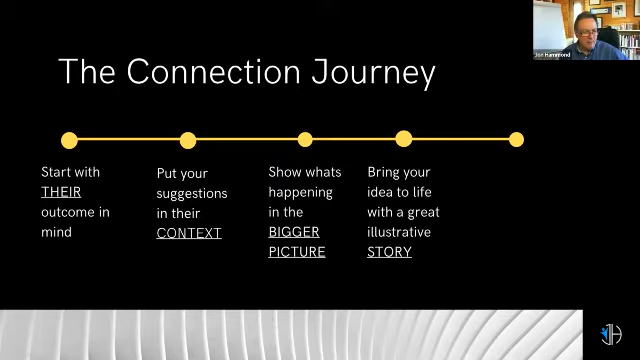 Jon Hammond
The Connection Journey
Start with
THEIR
outcome in
mind
Put your
suggestions
in their
CONTEXT
Show whats
happening
in the
BIGGER
PICTURE
Bring your
idea to life
with a great
illustrative
STORY
JH